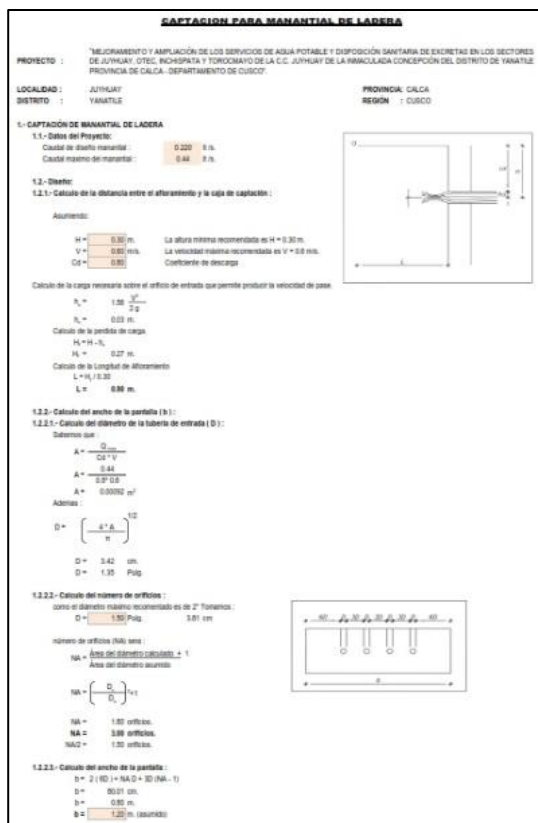 CAPTACION PARA MANANTIAL DE LADERA
PROYECTO : "MEJORAMIENTO Y AMPLIACIÓN DE LOS SERVICIOS DE AGUA POTABLE Y DISPOSICIÓN SANITARIA DE EXCRETAS EN LOS SECTORES
DE JUYHUAY, OTEC, INCHISPATA Y TOROCMAYO DE LA C.C. JUYHUAY DE LA INMACULADA CONCEPCIÓN DEL DISTRITO DE YANATILE
PROVINCIA DE CALCA - DEPARTAMENTO DE CUSCO".
LOCALIDAD : JUYHUAY PROVINCIA: CALCA
DISTRITO : YANATILE REGIÓN : CUSCO
1.- CAPTACIÓN DE MANANTIAL DE LADERA
1.1.- Datos del Proyecto:
Caudal de diseño manantial : 0.220 lt /s.
Caudal maximo del manantial : 0.44 lt /s.
1.2.- Diseño:
1.2.1.- Calculo de la distancia entre el afloramiento y la caja de captación :
Asumiendo:
H = 0.30 m. La altura minima recomendada es H = 0.30 m.
V = 0.60 m/s. La velocidad máxima recomendada es V = 0.6 m/s.
Cd = 0.80 Coeficiente de descarga
Calculo de la carga necesaria sobre el orificio de entrada que permite producir la velocidad de pase.
h₀ = 1.56 V² / 2 g
h₀ = 0.03 m.
Calculo de la perdida de carga.
Hf = H - h₀
Hf = 0.27 m.
Calculo de la Longitud de Afloramiento
L = Hf / 0.30
L = 0.90 m.
1.2.2.- Calculo del ancho de la pantalla ( b ) :
1.2.2.1.- Calculo del diámetro de la tubería de entrada ( D ) :
Sabemos que :
A = Q / Cd * V
A = 0.44 / 0.8* 0.6
A = 0.00092 m²
Ademas :
D = ( 4 * A / π ) 1/2
D = 3.42 cm.
D = 1.35 Pulg.
1.2.2.2.- Calculo del número de orificios :
como el diámetro máximo recomentado es de 2" Tomamos :
D = 1.50 Pulg. 3.81 cm
número de orificios (NA) sera :
NA = Área del diámetro calculado / Área del diámetro asumido + 1
NA = ( D / D ) ² + 1
NA = 1.80 orificios.
NA = 3.00 orificios.
NA/2 = 1.50 orificios.
1.2.2.3.- Calculo del ancho de la pantalla :
b = 2 ( 6D ) + NA D + 3D (NA - 1)
b = 80.01 cm.
b = 0.80 m.
b = 1.20 m. (asumido)